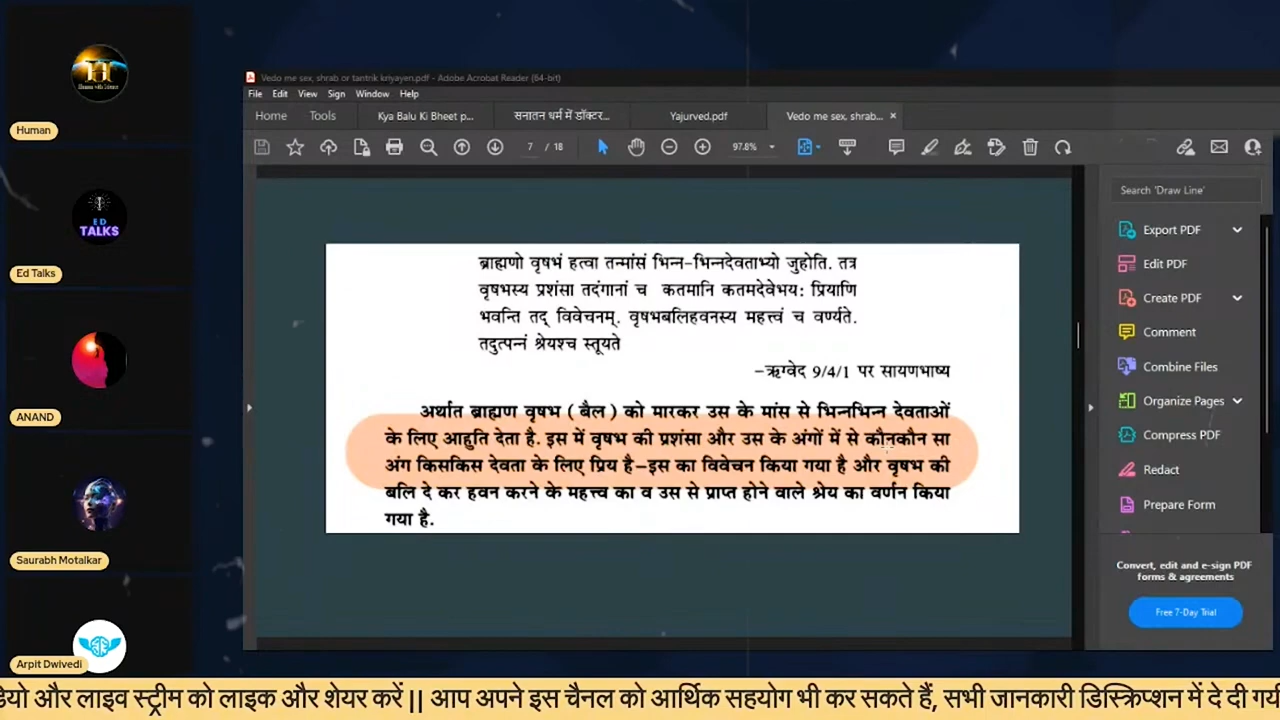 Human
Ed Talks
ED
TALKS
ANAND
Saurabh Motalkar
Arpit Dwivedi
Vedo me sex, shrab or tantrik kriyayen.pdf - Adobe Acrobat Reader (64-bit)
File Edit View Sign Window Help
Home Tools Kya Balu Ki Bheet p... सनातन धर्म में डॉक्टर... Yajurved.pdf Vedo me sex, shrab... ×
7 / 18 97.8%
ब्राह्मणो वृषभं हत्वा तन्मांसं भिन्न-भिन्नदेवताभ्यो जुहोति. तत्र
वृषभस्य प्रशंसा तदंगानां च कतमानि कतमदेवेभयः प्रियाणि
भवन्ति तद् विवेचनम्. वृषभबलिहवनस्य महत्त्वं च वर्ण्यते.
तदुत्पन्नं श्रेयश्च स्तूयते
–ऋग्वेद 9/4/1 पर सायणभाष्य
अर्थात ब्राह्मण वृषभ (बैल) को मारकर उस के मांस से भिन्नभिन्न देवताओं
के लिए आहुति देता है. इस में वृषभ की प्रशंसा और उस के अंगों में से कौनकौन सा
अंग किसकिस देवता के लिए प्रिय है–इस का विवेचन किया गया है और वृषभ की
बलि दे कर हवन करने के महत्त्व का व उस से प्राप्त होने वाले श्रेय का वर्णन किया
गया है.
Search 'Draw Line'
Export PDF
Edit PDF
Create PDF
Comment
Combine Files
Organize Pages
Compress PDF
Redact
Prepare Form
Convert, edit and e-sign PDF
forms & agreements
Free 7-Day Trial
और लाइव स्ट्रीम को लाइक और शेयर करें || आप अपने इस चैनल को आर्थिक सहयोग भी कर सकते हैं, सभी जानकारी डिस्क्रिप्शन में दे दी